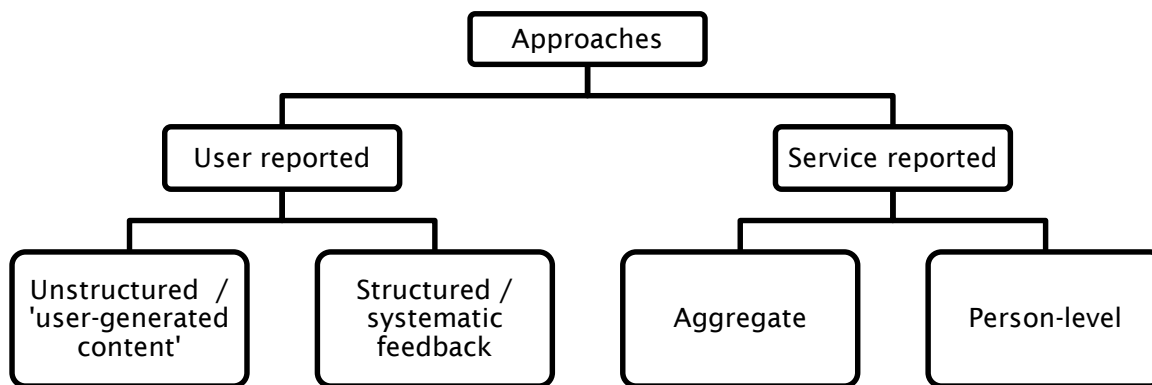 Approaches
User reported
Service reported
Unstructured /
'user-generated
content'
Structured /
systematic
feedback
Aggregate
Person-level